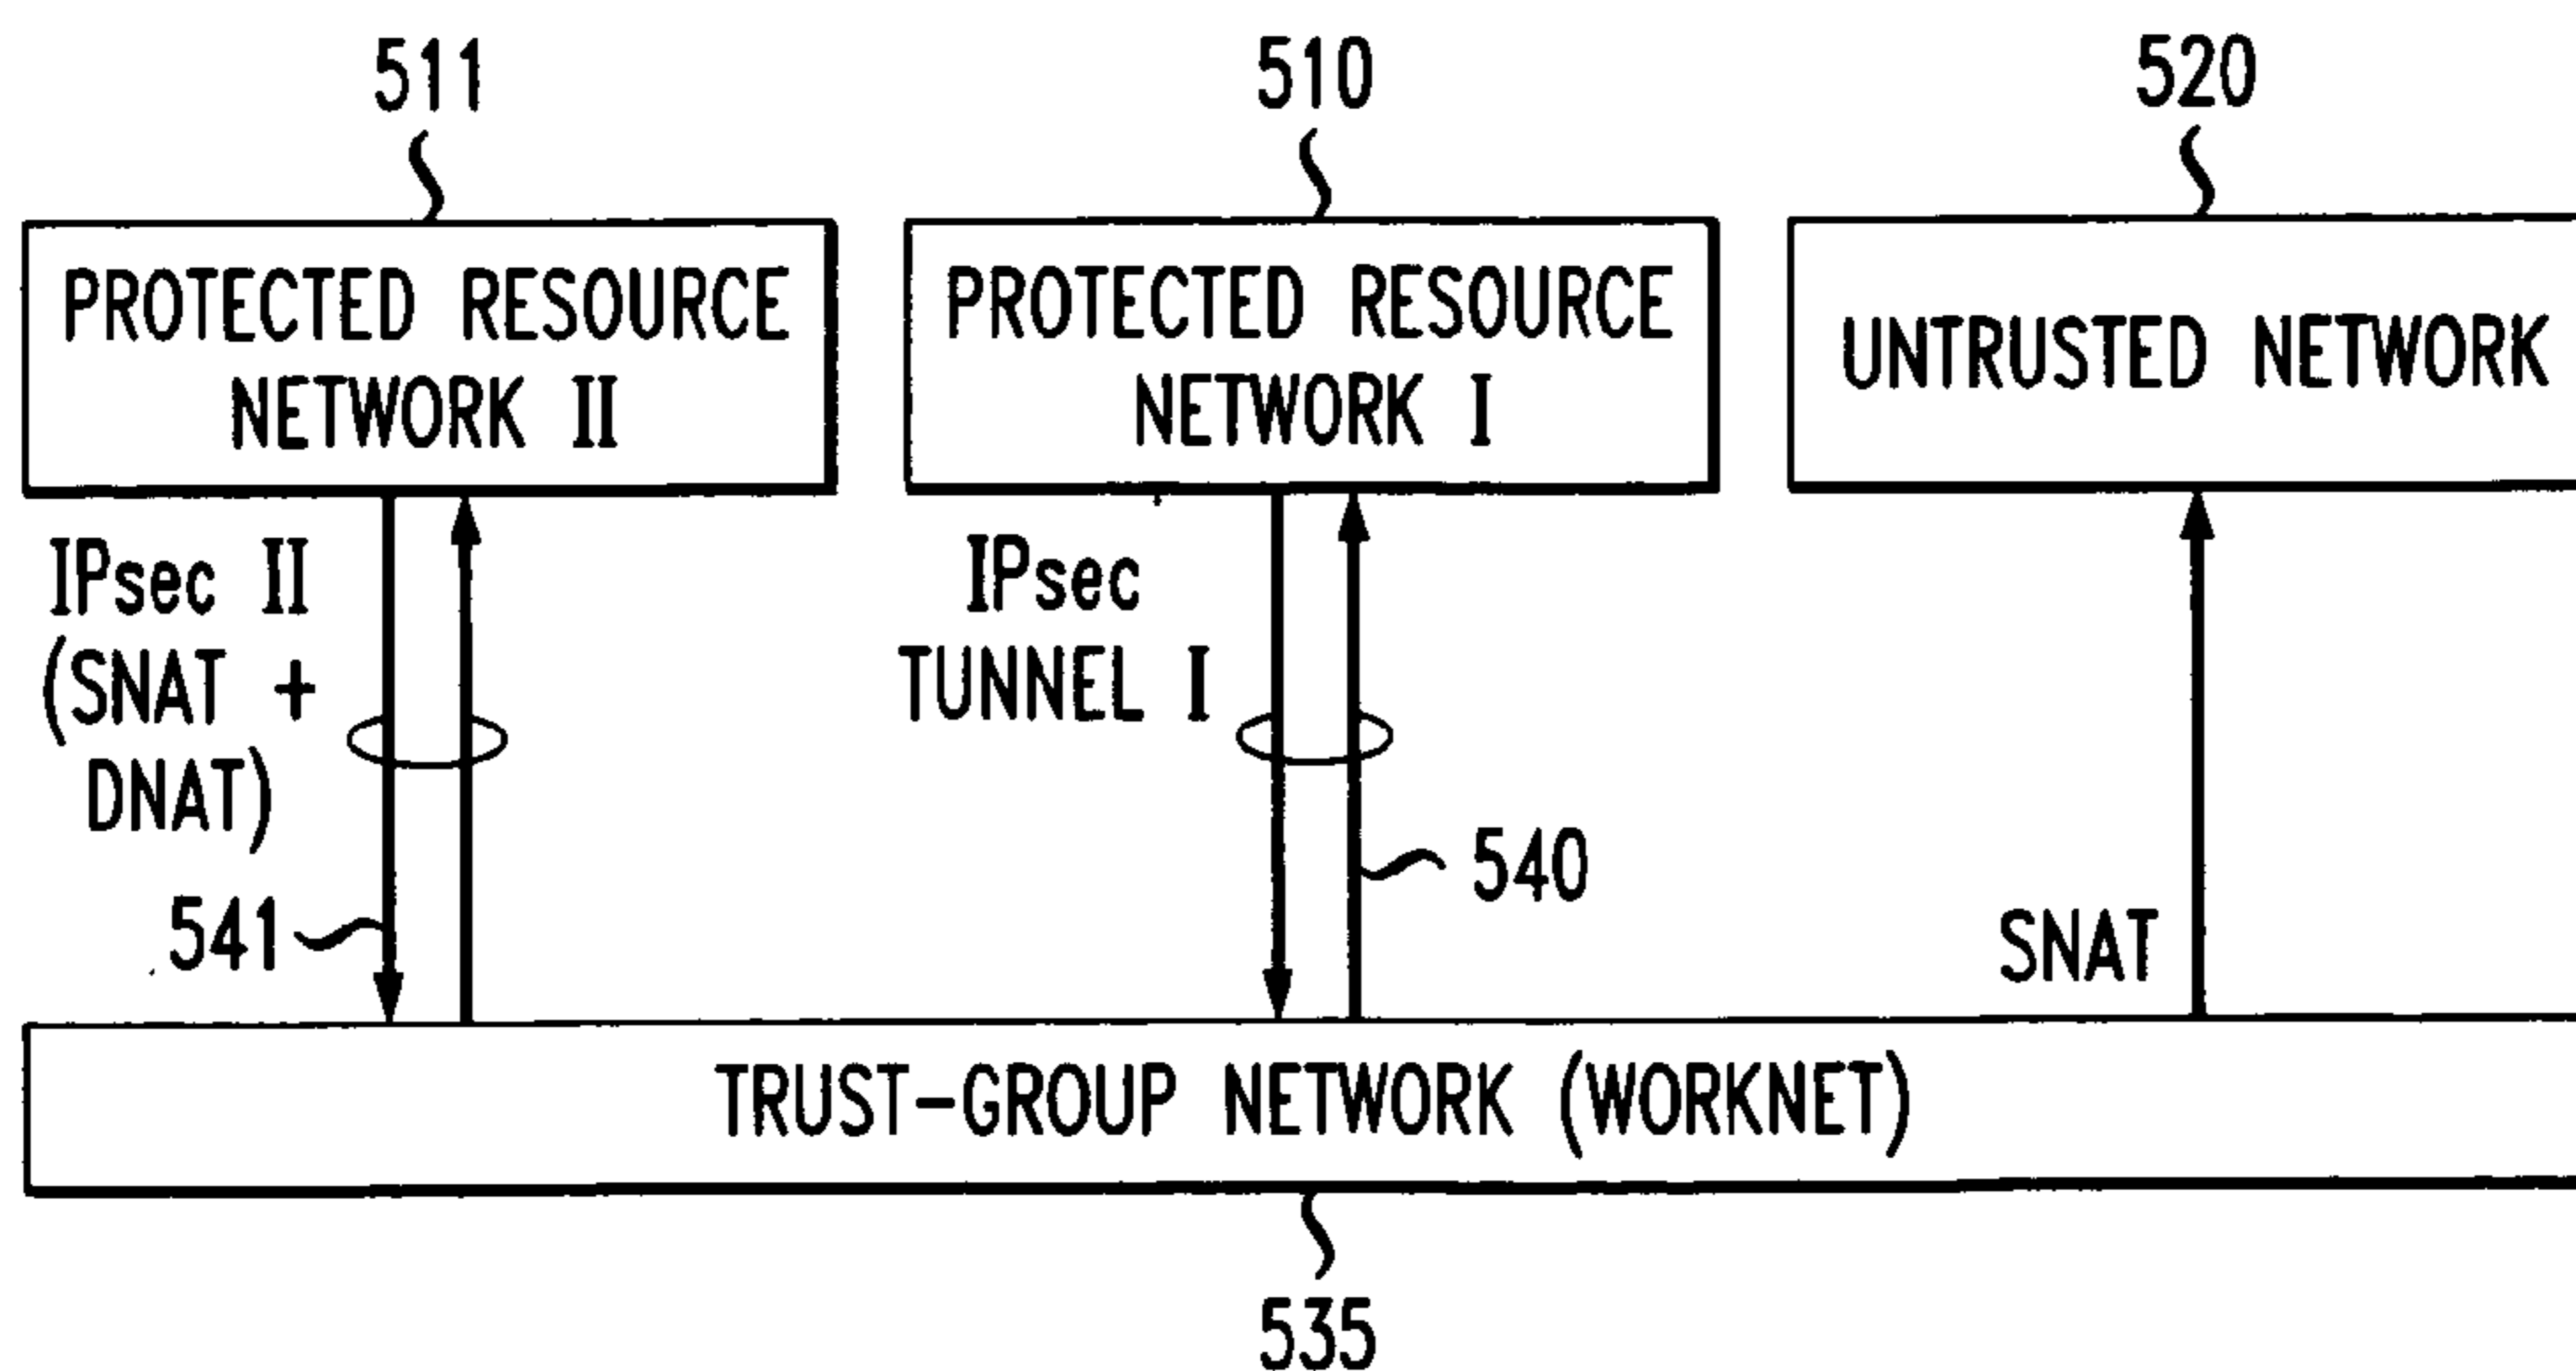 511
510
520
PROTECTED RESOURCE
NETWORK II
PROTECTED RESOURCE
NETWORK I
UNTRUSTED NETWORK
IPsec II
(SNAT +
DNAT)
541
IPsec
TUNNEL I
540
SNAT
TRUST-GROUP NETWORK (WORKNET)
535